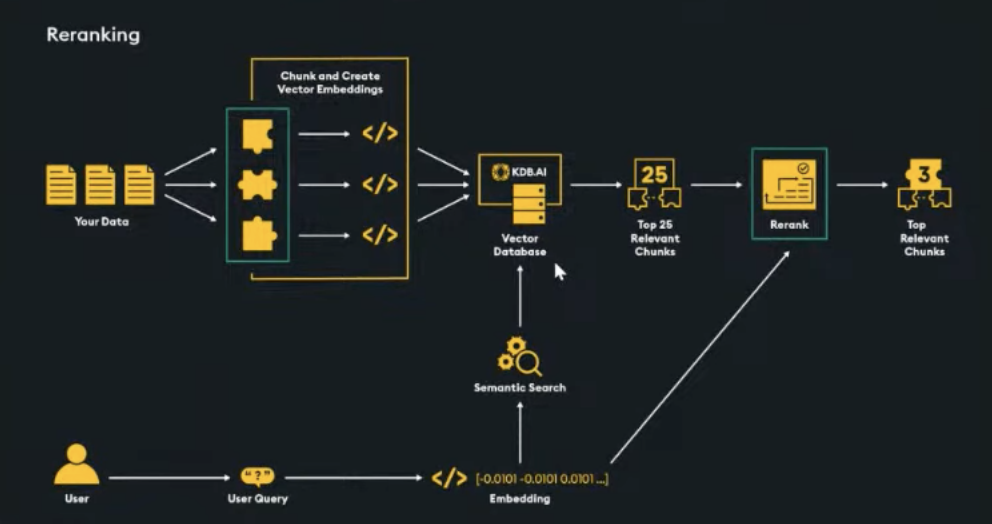 Reranking
Chunk and Create
Vector Embeddings
</>
</>
</>
Your Data
KDB.AI
Vector
Database
25
Top 25
Relevant
Chunks
Rerank
3
Top
Relevant
Chunks
Semantic Search
User
"?"
User Query
</> [-0.0101 -0.0101 0.0101 ...]
Embedding